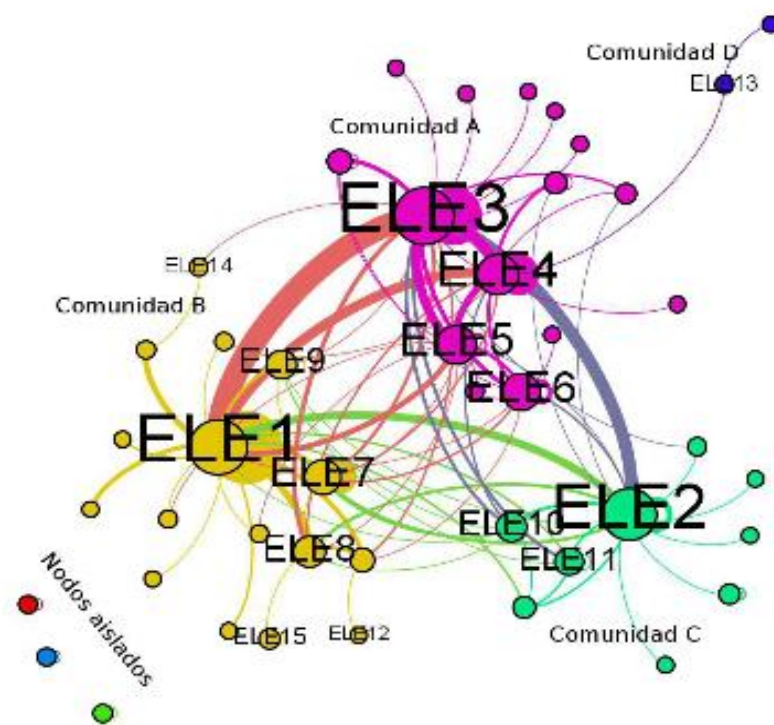 Comunidad D
ELE13
Comunidad A
ELE3
ELE14
ELE4
Comunidad B
ELE5
ELE9
ELE6
ELE1
ELE7
ELE2
ELE10
ELE8
ELE11
ELE15
ELE12
Comunidad C
Nodos aislados